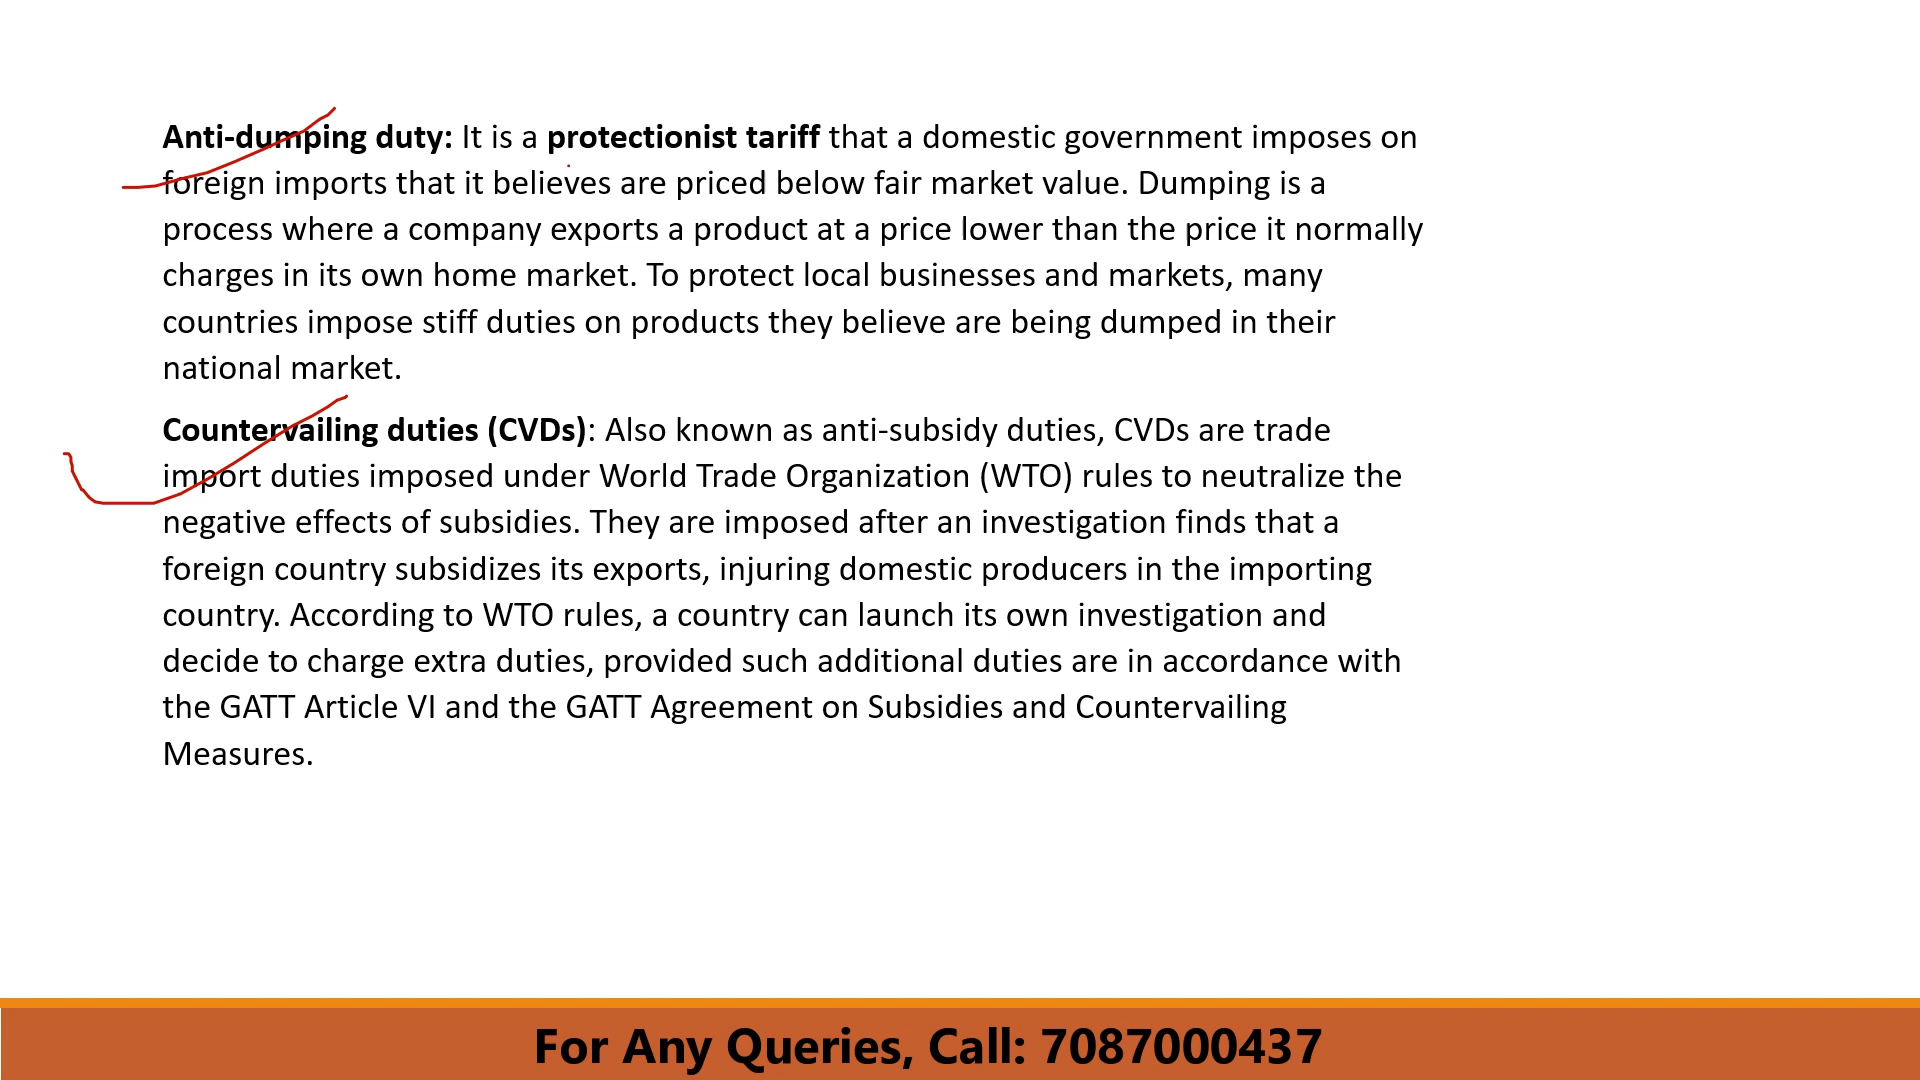 Anti-dumping duty: It is a protectionist tariff that a domestic government imposes on
foreign imports that it believes are priced below fair market value. Dumping is a
process where a company exports a product at a price lower than the price it normally
charges in its own home market. To protect local businesses and markets, many
countries impose stiff duties on products they believe are being dumped in their
national market.
Countervailing duties (CVDs): Also known as anti-subsidy duties, CVDs are trade
import duties imposed under World Trade Organization (WTO) rules to neutralize the
negative effects of subsidies. They are imposed after an investigation finds that a
foreign country subsidizes its exports, injuring domestic producers in the importing
country. According to WTO rules, a country can launch its own investigation and
decide to charge extra duties, provided such additional duties are in accordance with
the GATT Article VI and the GATT Agreement on Subsidies and Countervailing
Measures.
For Any Queries, Call: 7087000437